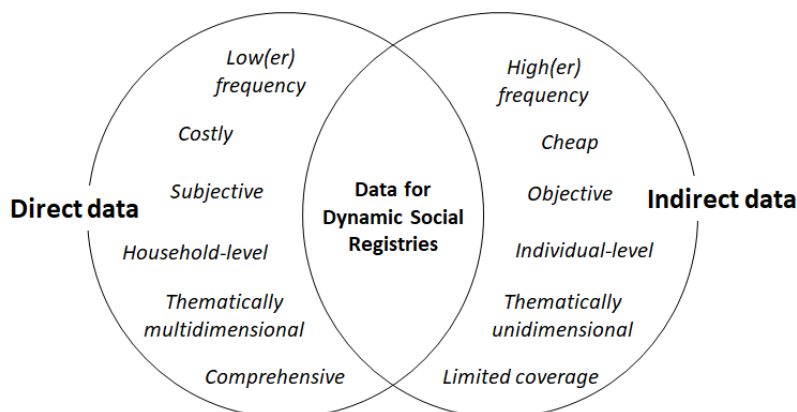 Low(er)
frequency
Costly
Subjective
Direct data
Household-level
Thematically
multidimensional
Comprehensive
Data for
Dynamic Social
Registries
High(er)
frequency
Cheap
Objective
Indirect data
Individual-level
Thematically
unidimensional
Limited coverage